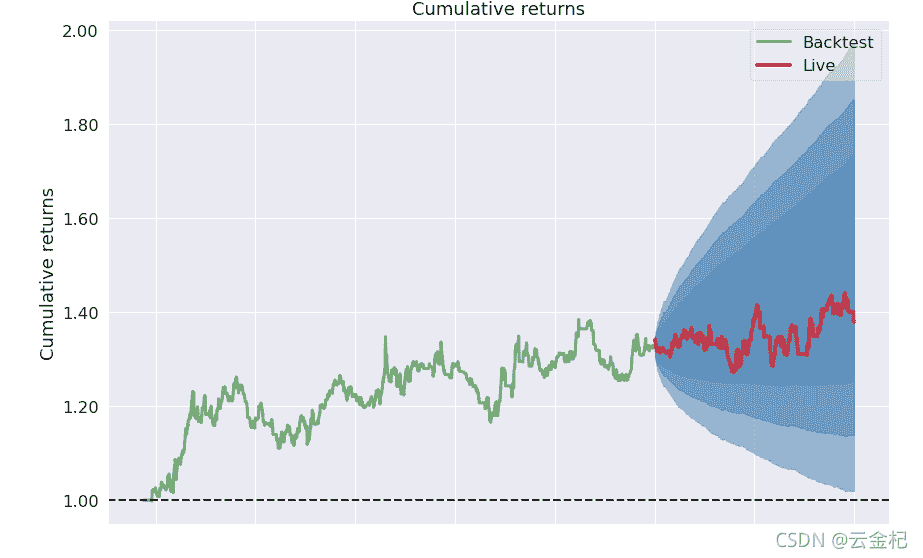 Cumulative returns
Backtest
Live
Cumulative returns
2.00
1.80
1.60
1.40
1.20
1.00
CSDN @云金杞